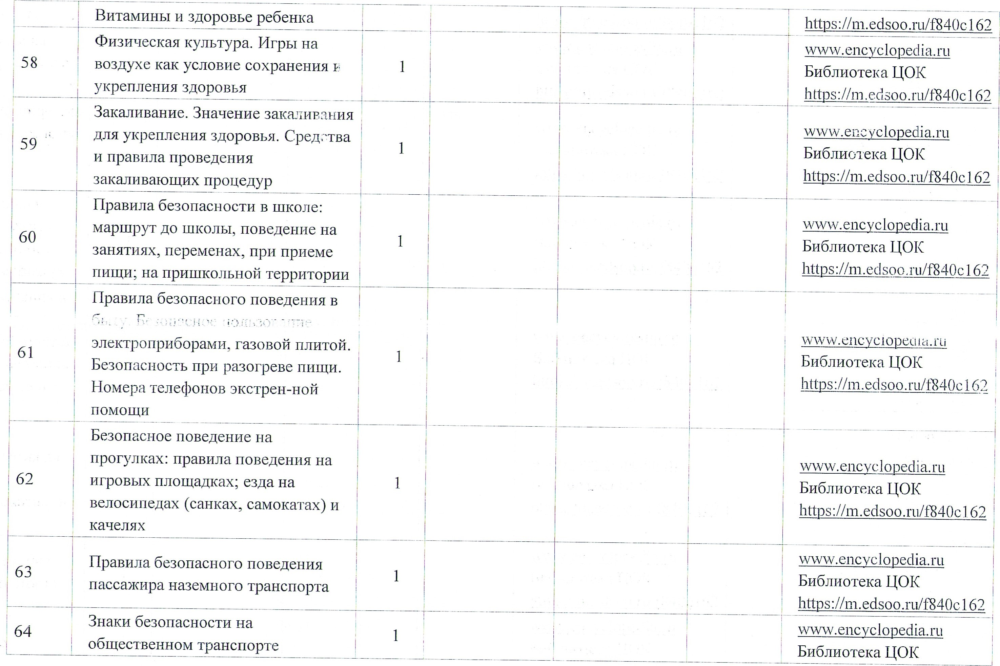 Витамины и здоровье ребенка
https://m.edsoo.ru/f840c162
58
Физическая культура. Игры на
воздухе как условие сохранения и
укрепления здоровья
1
www.encyclopedia.ru
Библиотека ЦОК
https://m.edsoo.ru/f840c162
59
Закаливание. Значение закаливания
для укрепления здоровья. Средства
и правила проведения
закаливающих процедур
1
www.encyclopedia.ru
Библиотека ЦОК
https://m.edsoo.ru/f840c162
60
Правила безопасности в школе:
маршрут до школы, поведение на
занятиях, переменах, при приеме
пищи; на пришкольной территории
1
www.encyclopedia.ru
Библиотека ЦОК
https://m.edsoo.ru/f840c162
61
Правила безопасного поведения в
быту. Безопасное пользование
электроприборами, газовой плитой.
Безопасность при разогреве пищи.
Номера телефонов экстрен-ной
помощи
1
www.encyclopedia.ru
Библиотека ЦОК
https://m.edsoo.ru/f840c162
62
Безопасное поведение на
прогулках: правила поведения на
игровых площадках; езда на
велосипедах (санках, самокатах) и
качелях
1
www.encyclopedia.ru
Библиотека ЦОК
https://m.edsoo.ru/f840c162
63
Правила безопасного поведения
пассажира наземного транспорта
1
www.encyclopedia.ru
Библиотека ЦОК
https://m.edsoo.ru/f840c162
64
Знаки безопасности на
общественном транспорте
1
www.encyclopedia.ru
Библиотека ЦОК